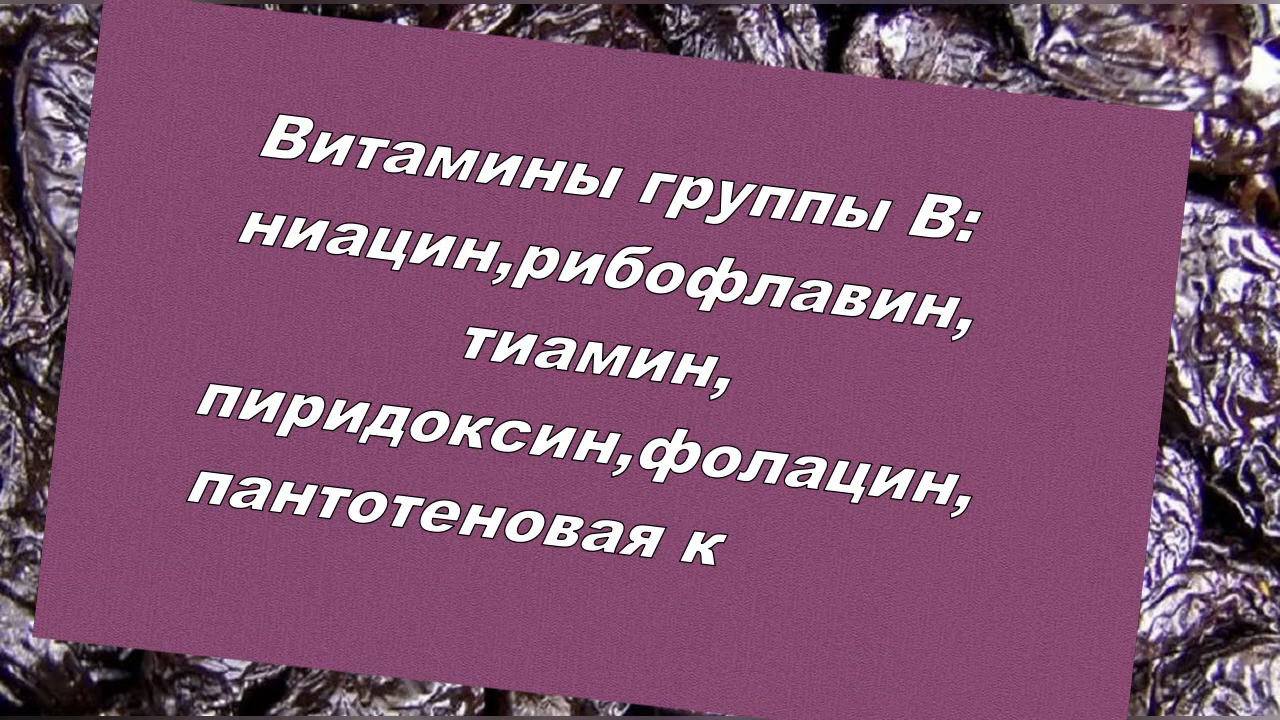 Витамины группы В:
ниацин,рибофлавин,
тиамин,
пиридоксин,фолацин,
пантотеновая к